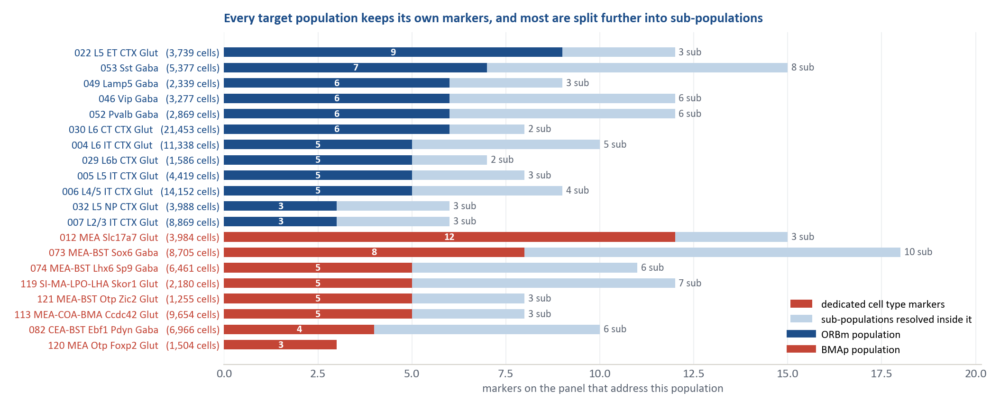 Every target population keeps its own markers, and most are split further into sub-populations
022 L5 ET CTX Glut (3,739 cells) 9 3 sub
053 Sst Gaba (5,377 cells) 7 8 sub
049 Lamp5 Gaba (2,339 cells) 6 3 sub
046 Vip Gaba (3,277 cells) 6 6 sub
052 Pvalb Gaba (2,869 cells) 6 6 sub
030 L6 CT CTX Glut (21,453 cells) 6 2 sub
004 L6 IT CTX Glut (11,338 cells) 5 5 sub
029 L6b CTX Glut (1,586 cells) 5 2 sub
005 L5 IT CTX Glut (4,419 cells) 5 3 sub
006 L4/5 IT CTX Glut (14,152 cells) 5 4 sub
032 L5 NP CTX Glut (3,988 cells) 3 3 sub
007 L2/3 IT CTX Glut (8,869 cells) 3 3 sub
012 MEA Slc17a7 Glut (3,984 cells) 12 3 sub
073 MEA-BST Sox6 Gaba (8,705 cells) 8 10 sub
074 MEA-BST Lhx6 Sp9 Gaba (6,461 cells) 5 6 sub
119 SI-MA-LPO-LHA Skor1 Glut (2,180 cells) 5 7 sub
121 MEA-BST Otp Zic2 Glut (1,255 cells) 5 3 sub
113 MEA-COA-BMA Ccdc42 Glut (9,654 cells) 5 3 sub
082 CEA-BST Ebf1 Pdyn Gaba (6,966 cells) 4 6 sub
120 MEA Otp Foxp2 Glut (1,504 cells) 3
dedicated cell type markers
sub-populations resolved inside it
ORBm population
BMAp population
0.0 2.5 5.0 7.5 10.0 12.5 15.0 17.5 20.0
markers on the panel that address this population